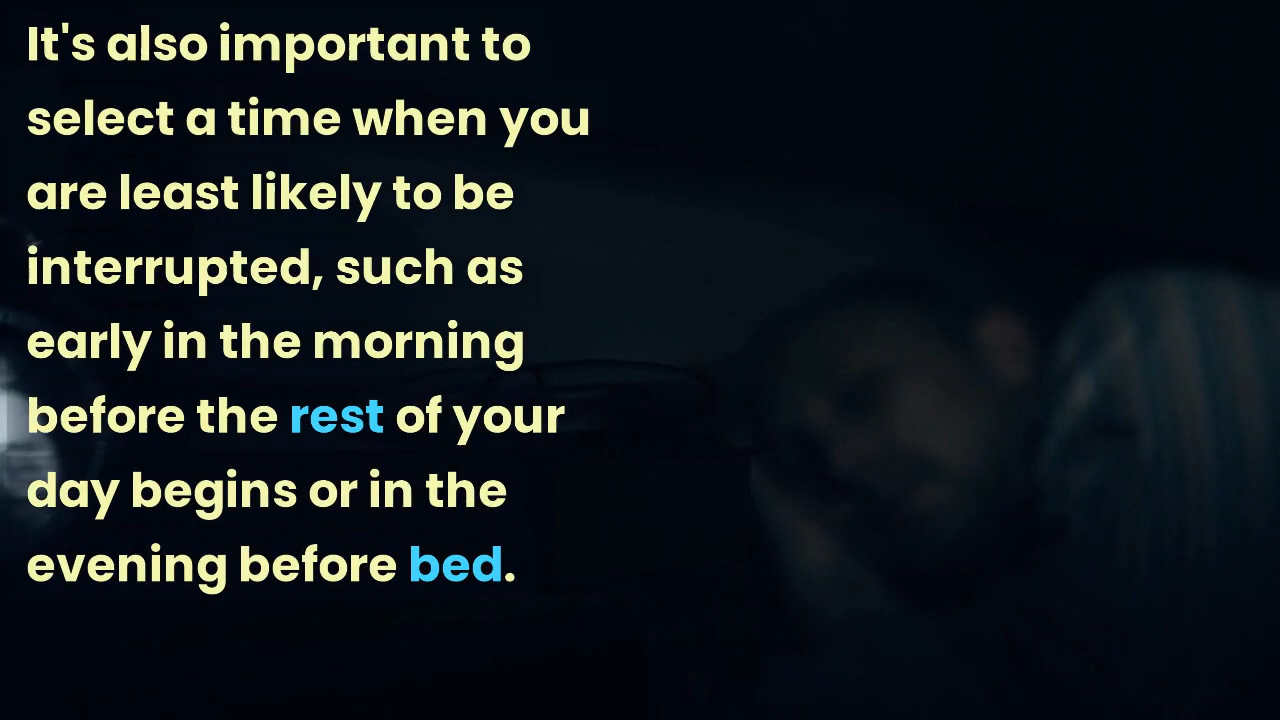 It's also important to
select a time when you
are least likely to be
interrupted, such as
early in the morning
before the rest of your
day begins or in the
evening before bed.